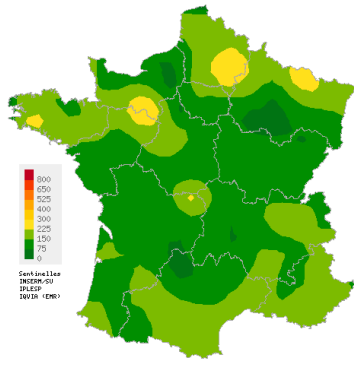 800
650
525
400
300
225
150
75
0
Sentinelles
INSERM/SU
IPLESP
IQVIA (EMR)